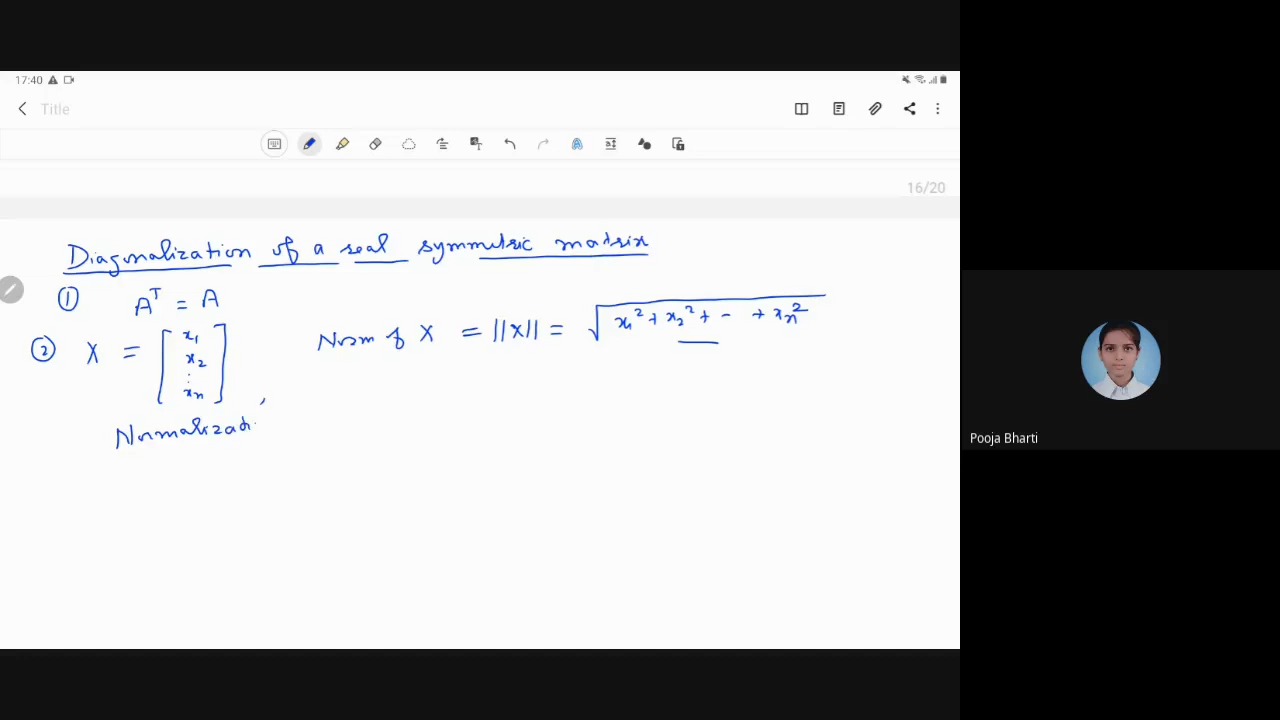 17:40
Title
16/20
Diagonalization of a real symmetric matrix
① Aᵀ = A
② X = [x₁ x₂ ⋮ xₙ] Norm of X = ||X|| = √(x₁² + x₂² + - + xₙ²)
Normalizati
Pooja Bharti